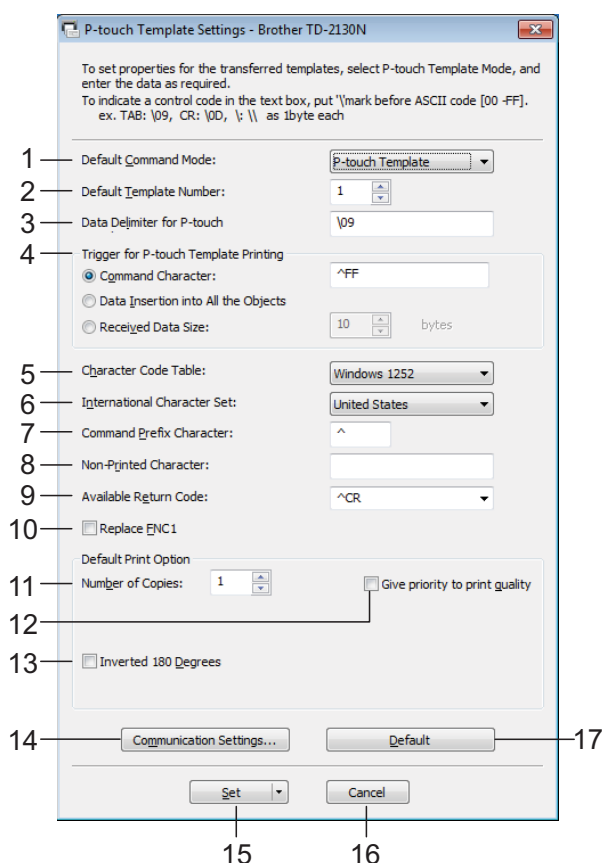 P-touch Template Settings - Brother TD-2130N
To set properties for the transferred templates, select P-touch Template Mode, and
enter the data as required.
To indicate a control code in the text box, put '\'mark before ASCII code [00 -FF].
ex. TAB: \09, CR: \0D, \: \\ as 1byte each
1 Default Command Mode: P-touch Template
2 Default Template Number: 1
3 Data Delimiter for P-touch \09
4 Trigger for P-touch Template Printing
Command Character: ^FF
Data Insertion into All the Objects
Received Data Size: 10 bytes
5 Character Code Table: Windows 1252
6 International Character Set: United States
7 Command Prefix Character: ^
8 Non-Printed Character:
9 Available Return Code: ^CR
10 Replace FNC1
Default Print Option
11 Number of Copies: 1 Give priority to print quality
12
13 Inverted 180 Degrees
14 Communication Settings... Default 17
Set Cancel
15 16